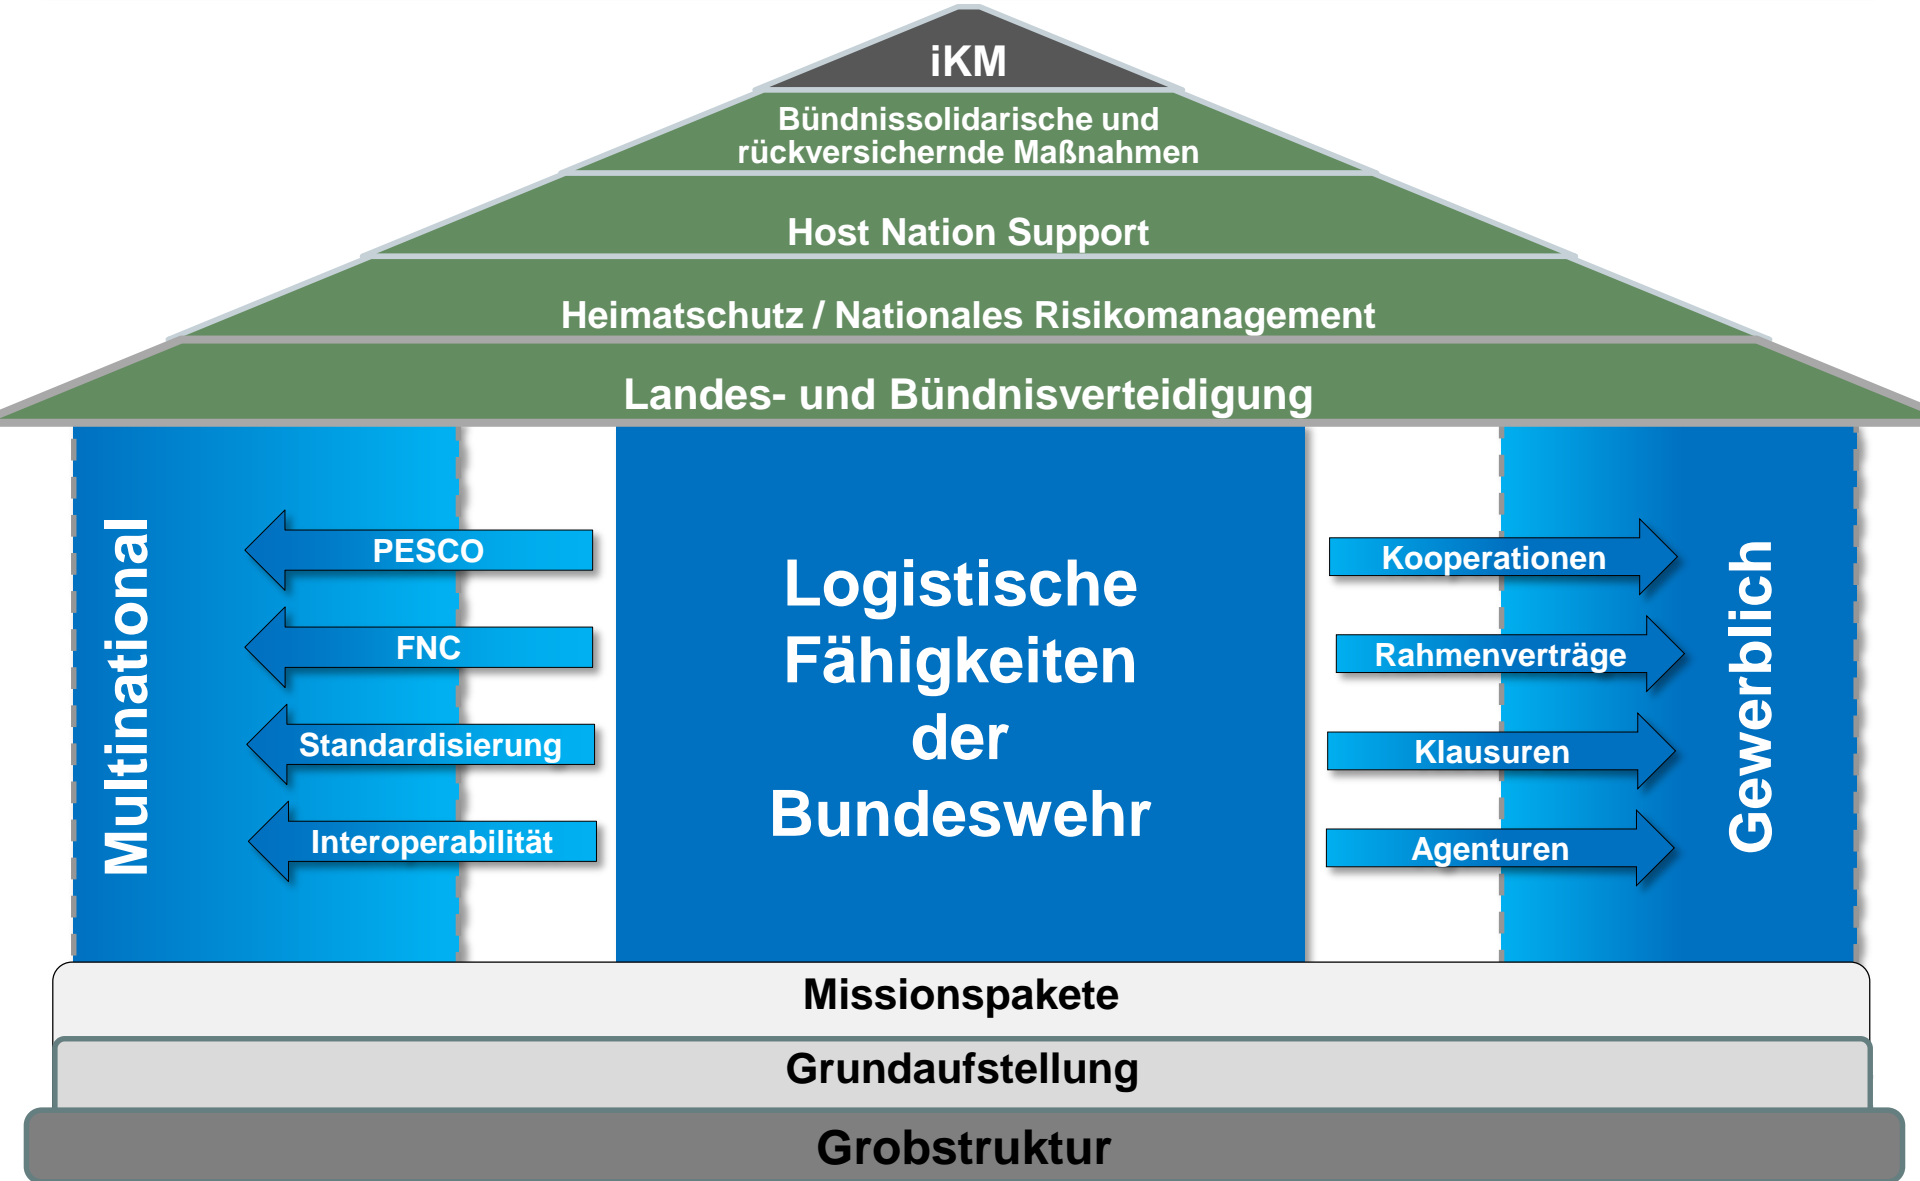 iKM
Bündnissolidarische und
rückversichernde Maßnahmen
Host Nation Support
Heimatschutz / Nationales Risikomanagement
Landes- und Bündnisverteidigung
Multinational
PESCO
FNC
Standardisierung
Interoperabilität
Logistische
Fähigkeiten
der
Bundeswehr
Kooperationen
Rahmenverträge
Klausuren
Agenturen
Gewerblich
Missionspakete
Grundaufstellung
Grobstruktur